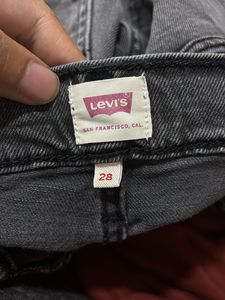 Levi's
SAN FRANCISCO, CAL.
28